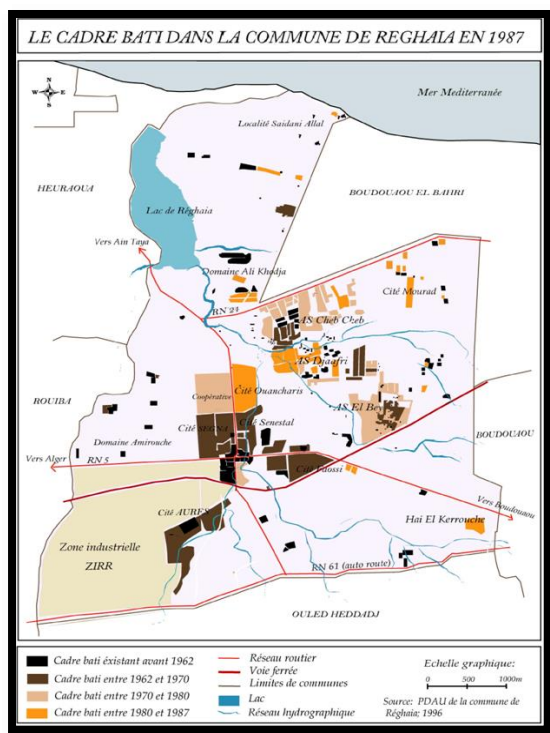 LE CADRE BATI DANS LA COMMUNE DE REGHAIA EN 1987
N
W
E
S
Mer Mediterranée
Localité Saidani Allal
HEURAOUA
BOUDOUAOU EL BAHRI
Lac de Réghaia
Vers Ain Taya
Domaine Ali Khodja
Cité Mourad
RN 24
AS Cheb Cheb
AS Djaafri
Cité Ouancharis
Coopérative
AS El Bey
ROUIBA
Cité SEGNA
Cité Senestal
Domaine Amirouche
BOUDOUAOU
Vers Alger
RN 5
Vers Boudouaou
Cité AURES
Hai El Kerrouche
Zone industrielle
ZIRR
RN 61 (auto route)
OULED HEDDADJ
Cadre bati éxistant avant 1962
Cadre bati entre 1962 et 1970
Cadre bati entre 1970 et 1980
Cadre bati entre 1980 et 1987
Réseau routier
Voie ferrée
Limites de communes
Lac
Réseau hydrographique
Echelle graphique:
0 500 1000m
Source: PDAU de la commune de
Réghaia; 1996